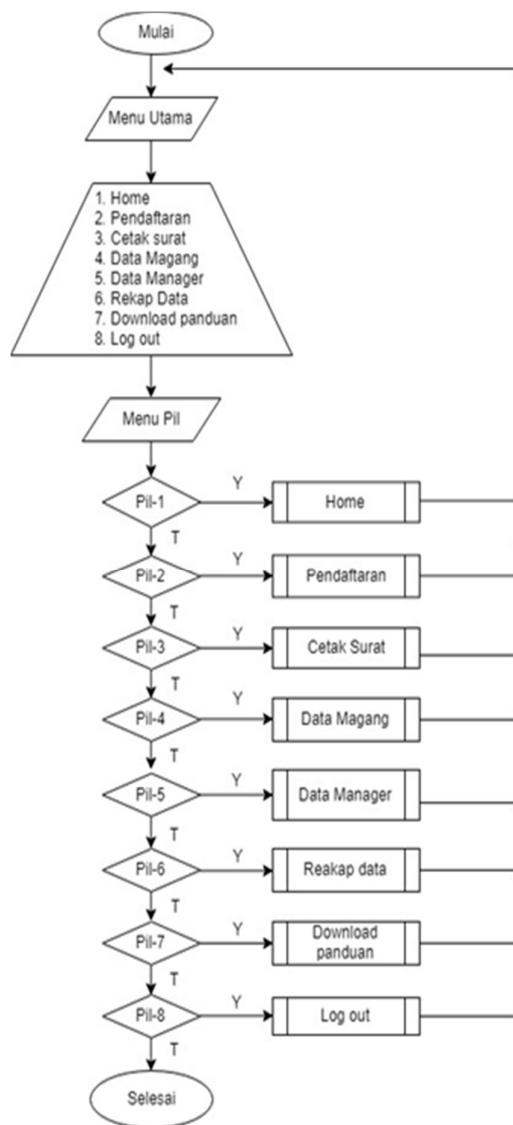 Mulai
Menu Utama
1. Home
2. Pendaftaran
3. Cetak surat
4. Data Magang
5. Data Manager
6. Rekap Data
7. Download panduan
8. Log out
Menu Pil
Pil-1
Y
Home
T
Pil-2
Y
Pendaftaran
T
Pil-3
Y
Cetak Surat
T
Pil-4
Y
Data Magang
T
Pil-5
Y
Data Manager
T
Pil-6
Y
Reakap data
T
Pil-7
Y
Download
panduan
T
Pil-8
Y
Log out
T
Selesai